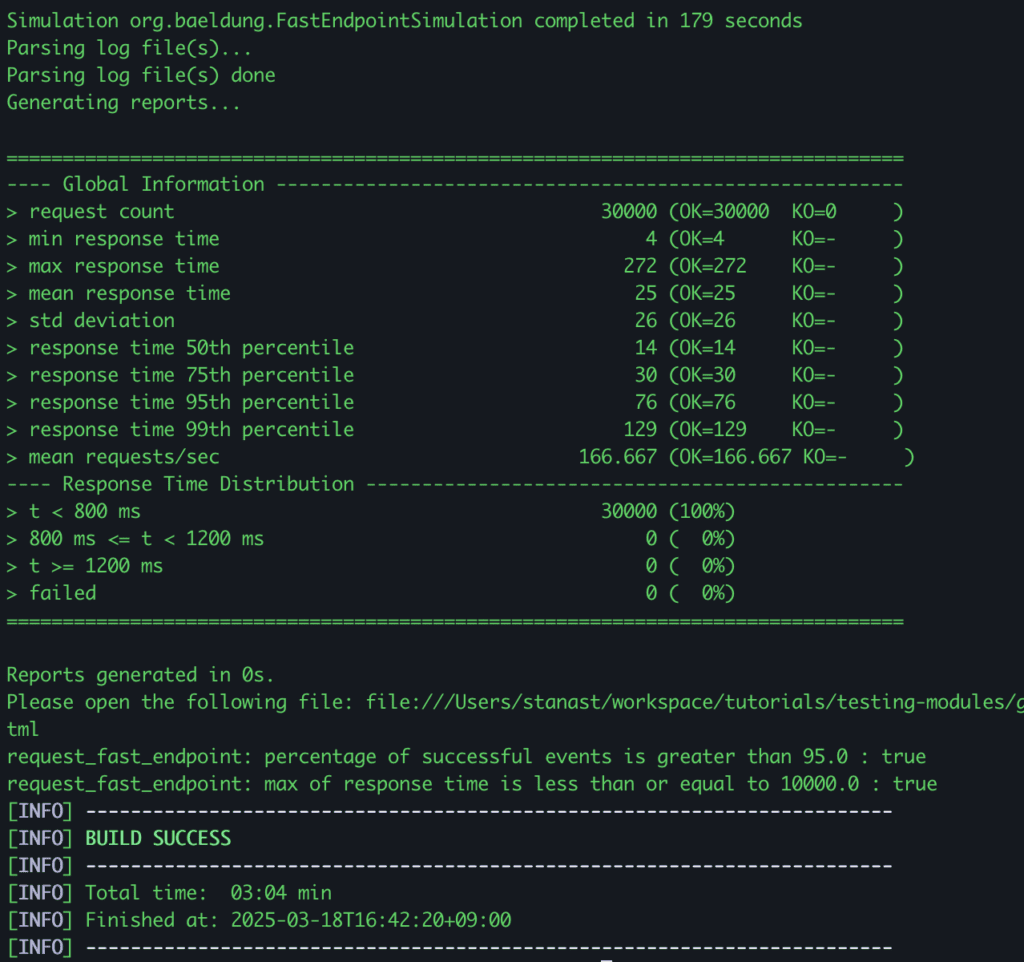 Simulation org.baeldung.FastEndpointSimulation completed in 179 seconds
Parsing log file(s)...
Parsing log file(s) done
Generating reports...

================================================================================
---- Global Information --------------------------------------------------------
> request count                                      30000 (OK=30000  KO=0     )
> min response time                                      4 (OK=4      KO=-     )
> max response time                                    272 (OK=272    KO=-     )
> mean response time                                    25 (OK=25     KO=-     )
> std deviation                                         26 (OK=26     KO=-     )
> response time 50th percentile                         14 (OK=14     KO=-     )
> response time 75th percentile                         30 (OK=30     KO=-     )
> response time 95th percentile                         76 (OK=76     KO=-     )
> response time 99th percentile                        129 (OK=129    KO=-     )
> mean requests/sec                                166.667 (OK=166.667 KO=-     )
---- Response Time Distribution ------------------------------------------------
> t < 800 ms                                         30000 (100%)
> 800 ms <= t < 1200 ms                                  0 (  0%)
> t >= 1200 ms                                           0 (  0%)
> failed                                                 0 (  0%)
================================================================================

Reports generated in 0s.
Please open the following file: file:///Users/stanast/workspace/tutorials/testing-modules/g
tml
request_fast_endpoint: percentage of successful events is greater than 95.0 : true
request_fast_endpoint: max of response time is less than or equal to 10000.0 : true
[INFO] ------------------------------------------------------------------------
[INFO] BUILD SUCCESS
[INFO] ------------------------------------------------------------------------
[INFO] Total time:  03:04 min
[INFO] Finished at: 2025-03-18T16:42:20+09:00
[INFO] ------------------------------------------------------------------------